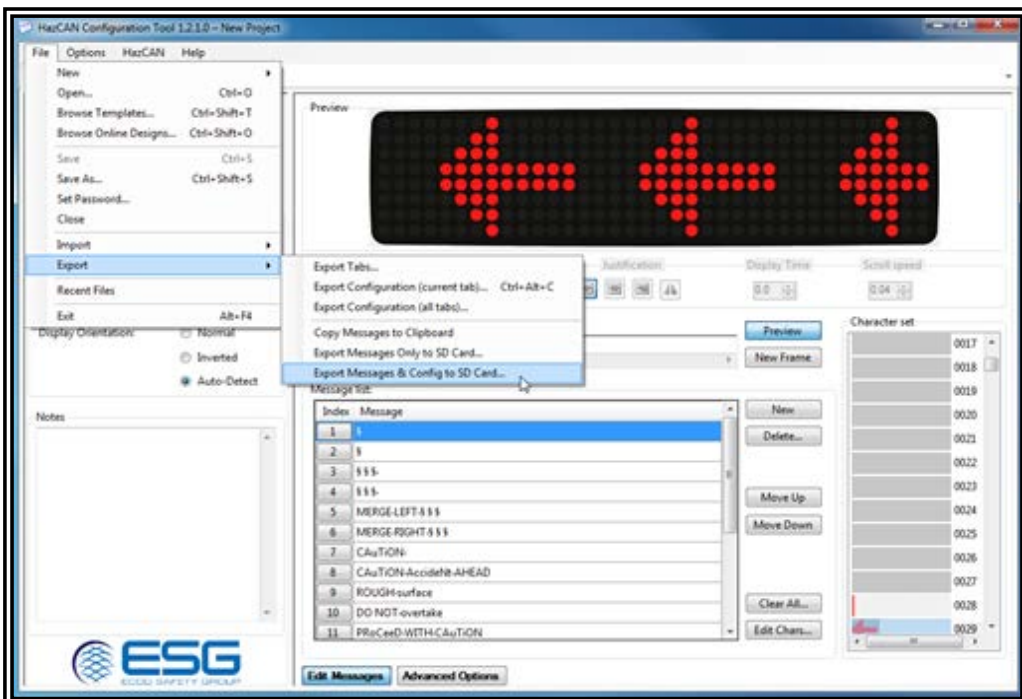 HazCAN Configuration Tool 1.2.1.0 – New Project
File Options HazCAN Help
New
Open... Ctrl+O
Browse Templates... Ctrl+Shift+T
Browse Online Designs... Ctrl+Shift+O
Save Ctrl+S
Save As... Ctrl+Shift+S
Set Password...
Close
Import
Export
Recent Files
Exit Alt+F4
Export Tabs...
Export Configuration (current tab)... Ctrl+Alt+C
Export Configuration (all tabs)...
Copy Messages to Clipboard
Export Messages Only to SD Card...
Export Messages & Config to SD Card...
Preview
Justification
Display Time
Scroll speed
0.0
0.04
Display Orientation: Normal
Inverted
Auto-Detect
Notes
Preview
New Frame
Message list:
Index Message
1 §
2 §
3 §§§-
4 §§§-
5 MERGE-LEFT-§§§
6 MERGE-RIGHT-§§§
7 CAuTiON-
8 CAuTiON-AccideNt-AHEAD
9 ROUGH-surface
10 DO NOT-overtake
11 PRoCeeD-WITH-CAuTiON
New
Delete...
Move Up
Move Down
Clear All...
Edit Chars...
Character set
0017
0018
0019
0020
0021
0022
0023
0024
0025
0026
0027
0028
0029
ESG
ECCO SAFETY GROUP
Edit Messages Advanced Options